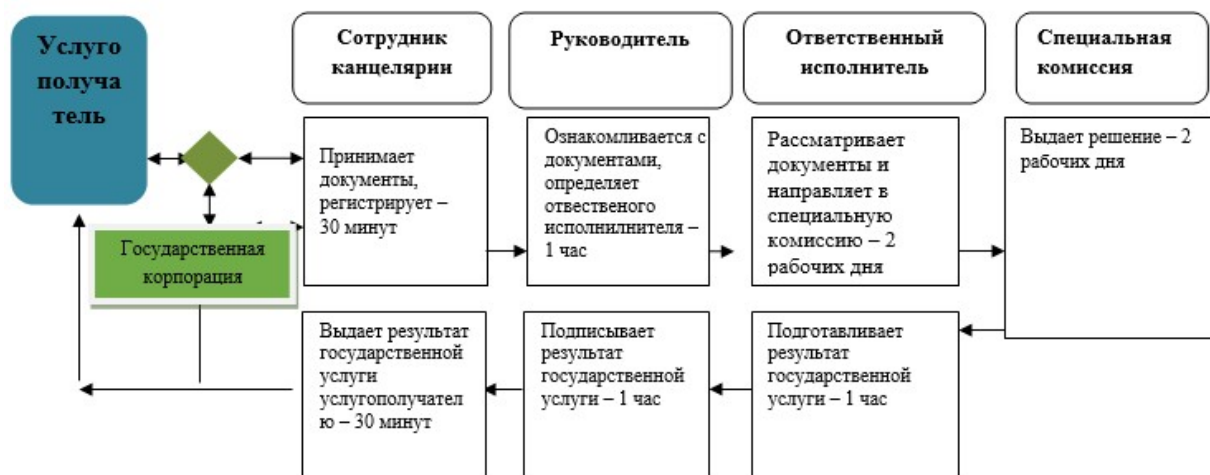 Услуго
получа
тель
Сотрудник
канцелярии
Руководитель
Ответственный
исполнитель
Специальная
комиссия
Принимает
документы,
регистрирует –
30 минут
Ознакомливается с
документами,
определяет
отвественого
исполнилнителя –
1 час
Рассматривает
документы и
направляет в
специальную
комиссию – 2
рабочих дня
Выдает решение – 2
рабочих дня
Государственная
корпорация
Выдает результат
государственной
услуги
услугополучател
ю – 30 минут
Подписывает
результат
государственной
услуги – 1 час
Подготавливает
результат
государственной
услуги – 1 час